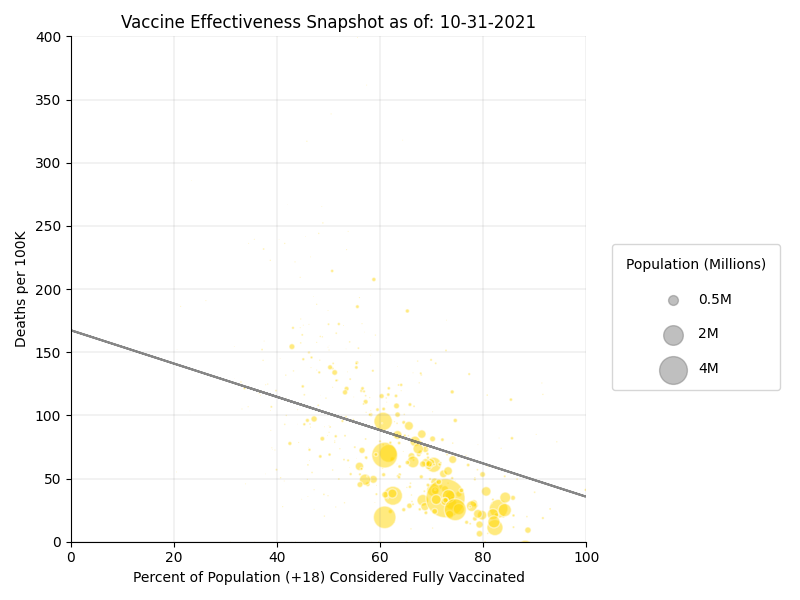 Vaccine Effectiveness Snapshot as of: 10-31-2021
400
350
300
250
200
150
100
50
0
Deaths per 100K
0 20 40 60 80 100
Percent of Population (+18) Considered Fully Vaccinated
Population (Millions)
0.5M
2M
4M